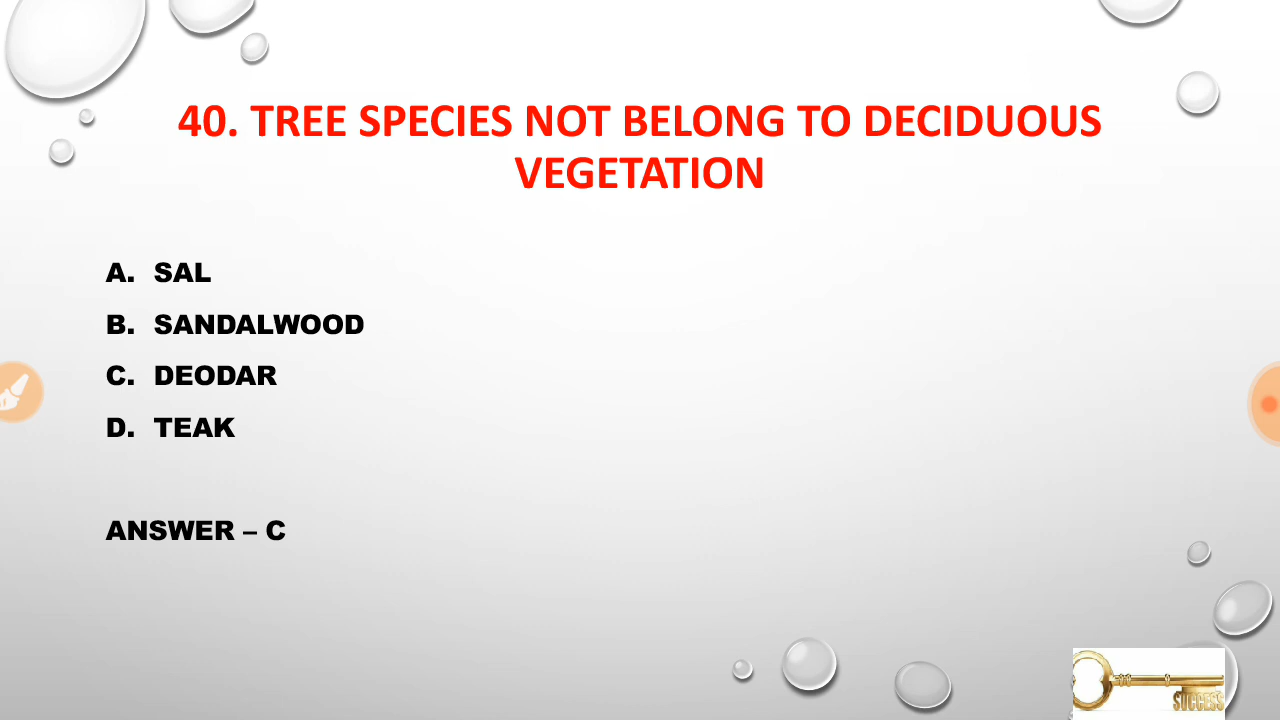 40. TREE SPECIES NOT BELONG TO DECIDUOUS
VEGETATION
A. SAL
B. SANDALWOOD
C. DEODAR
D. TEAK
ANSWER – C
SUCCESS